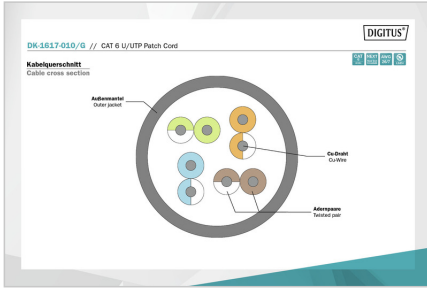 DIGITUS®
DK-1617-010/G // CAT 6 U/UTP Patch Cord
Kabelquerschnitt
Cable cross section
Außenmantel
Outer jacket
Cu-Draht
Cu-Wire
Adernpaare
Twisted pair